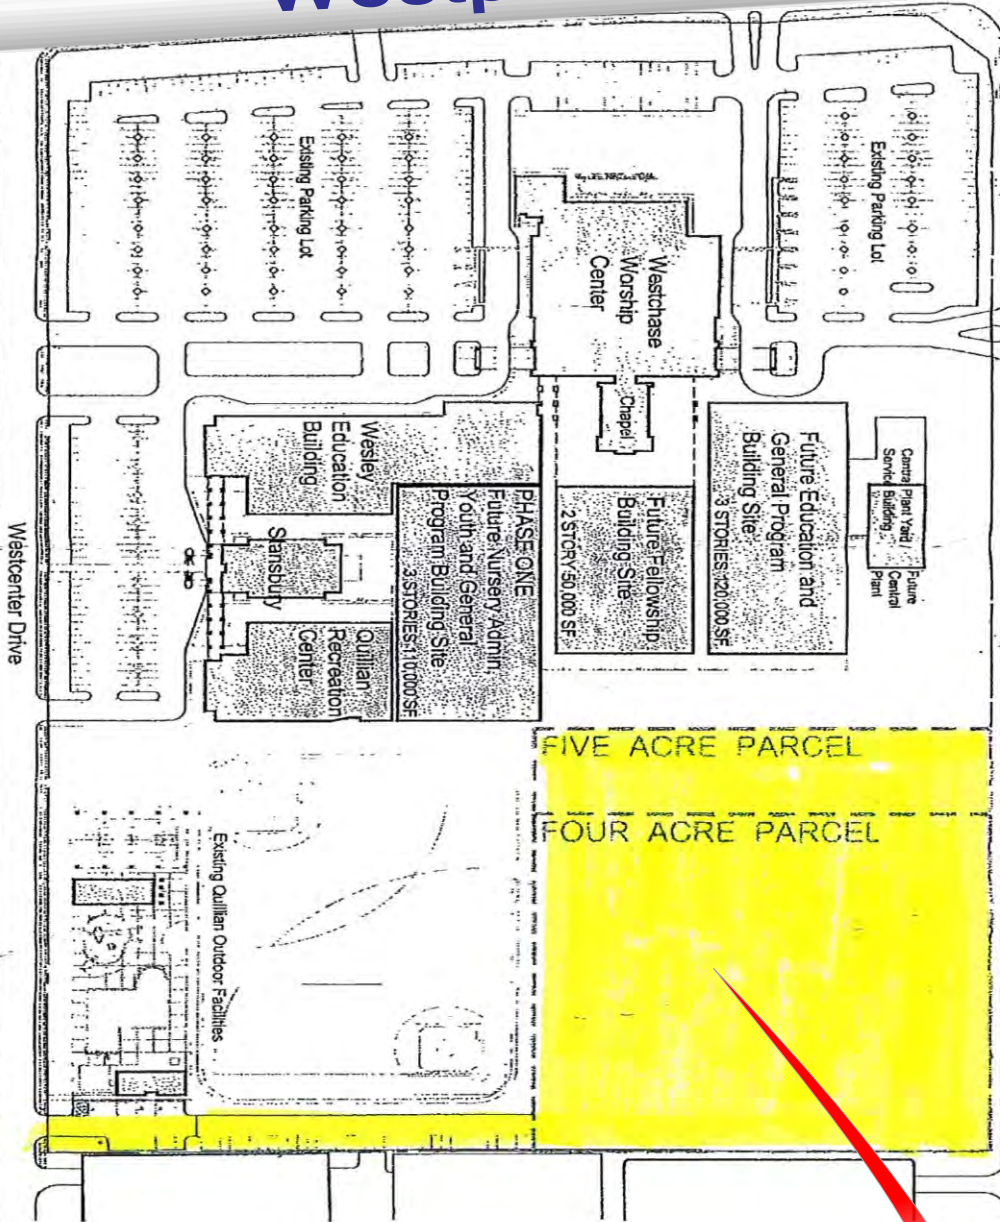 Existing Parking Lot
Existing Parking Lot
Westchase
Worship
Center
Chapel
Wesley
Education
Building
Stansbury
Quillian
Recreation
Center
PHASE ONE
Future Nursery Admin,
Youth and General
Program Building Site
3 STORIES 110,000 SF
Future Fellowship
Building Site
2 STORY 50,000 SF
Future Education and
General Program
Building Site
3 STORIES 120,000 SF
Central Plant Yard /
Service Building
Future
Central
Plant
Westcenter Drive
FIVE ACRE PARCEL
FOUR ACRE PARCEL
Existing Quillian Outdoor Facilities